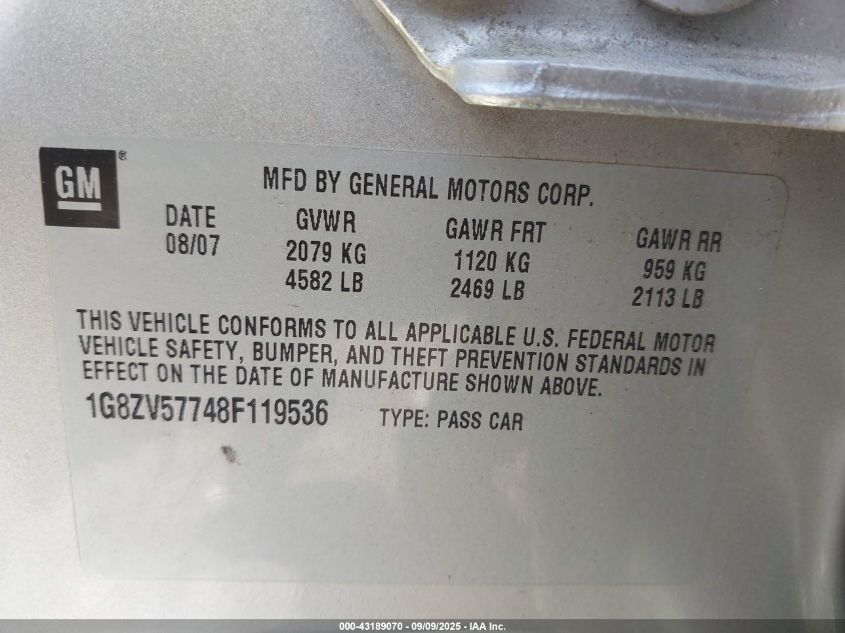 GM®
MFD BY GENERAL MOTORS CORP.
DATE GVWR GAWR FRT GAWR RR
08/07 2079 KG 1120 KG 959 KG
4582 LB 2469 LB 2113 LB
THIS VEHICLE CONFORMS TO ALL APPLICABLE U.S. FEDERAL MOTOR
VEHICLE SAFETY, BUMPER, AND THEFT PREVENTION STANDARDS IN
EFFECT ON THE DATE OF MANUFACTURE SHOWN ABOVE.
1G8ZV57748F119536 TYPE: PASS CAR
000-43189070 - 09/09/2025 - IAA Inc.